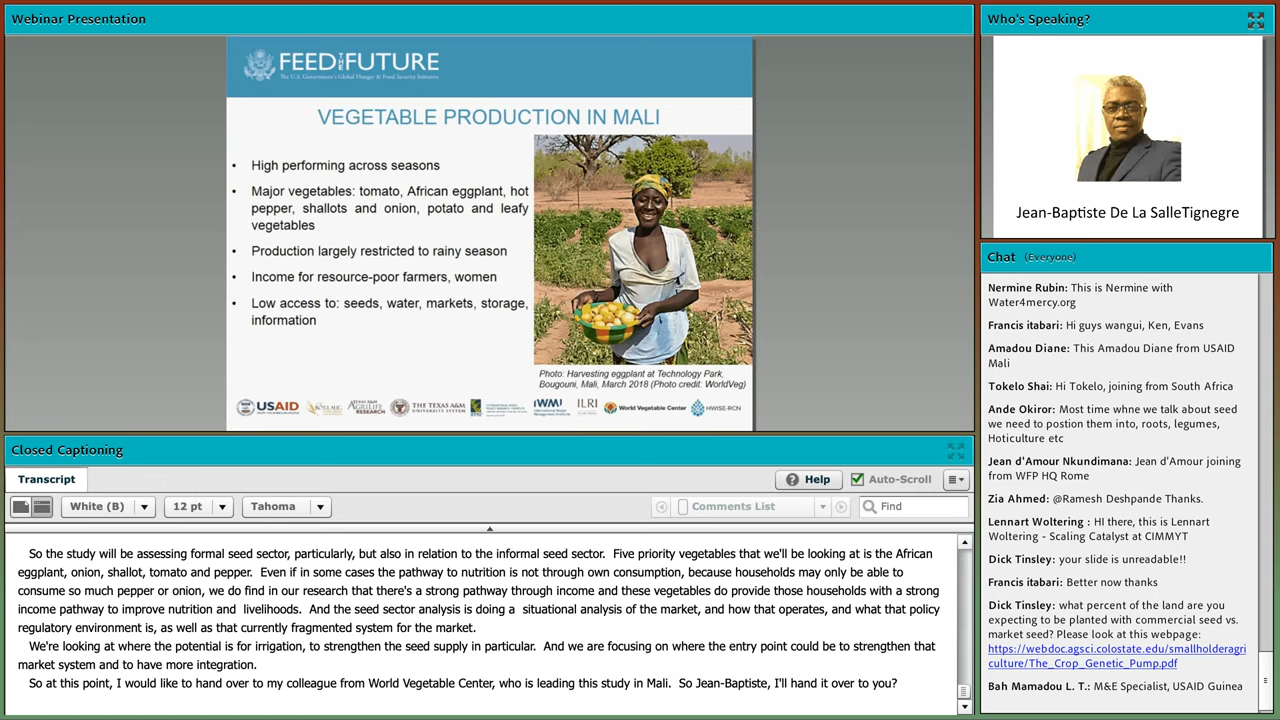 Webinar Presentation
FEED THE FUTURE
The U.S. Government's Global Hunger & Food Security Initiative
VEGETABLE PRODUCTION IN MALI
• High performing across seasons
• Major vegetables: tomato, African eggplant, hot
pepper, shallots and onion, potato and leafy
vegetables
• Production largely restricted to rainy season
• Income for resource-poor farmers, women
• Low access to: seeds, water, markets, storage,
information
Photo: Harvesting eggplant at Technology Park,
Bougouni, Mali, March 2018 (Photo credit: WorldVeg)
USAID
TEXAS A&M
AGRILIFE
RESEARCH
THE TEXAS A&M
UNIVERSITY SYSTEM
IWMI
International Water
Management Institute
ILRI
World Vegetable Center
HWISE-RCN
Closed Captioning
Transcript
Help
Auto-Scroll
White (B)
12 pt
Tahoma
Comments List
Find
So the study will be assessing formal seed sector, particularly, but also in relation to the informal seed sector. Five priority vegetables that we'll be looking at is the African
eggplant, onion, shallot, tomato and pepper. Even if in some cases the pathway to nutrition is not through own consumption, because households may only be able to
consume so much pepper or onion, we do find in our research that there's a strong pathway through income and these vegetables do provide those households with a strong
income pathway to improve nutrition and livelihoods. And the seed sector analysis is doing a situational analysis of the market, and how that operates, and what that policy
regulatory environment is, as well as that currently fragmented system for the market.
We're looking at where the potential is for irrigation, to strengthen the seed supply in particular. And we are focusing on where the entry point could be to strengthen that
market system and to have more integration.
So at this point, I would like to hand over to my colleague from World Vegetable Center, who is leading this study in Mali. So Jean-Baptiste, I'll hand it over to you?
Who's Speaking?
Jean-Baptiste De La SalleTignegre
Chat (Everyone)
Nermine Rubin: This is Nermine with
Water4mercy.org
Francis itabari: Hi guys wangui, Ken, Evans
Amadou Diane: This Amadou Diane from USAID
Mali
Tokelo Shai: Hi Tokelo, joining from South Africa
Ande Okiror: Most time whne we talk about seed
we need to postion them into, roots, legumes,
Hoticulture etc
Jean d'Amour Nkundimana: Jean d'Amour joining
from WFP HQ Rome
Zia Ahmed: @Ramesh Deshpande Thanks.
Lennart Woltering : HI there, this is Lennart
Woltering - Scaling Catalyst at CIMMYT
Dick Tinsley: your slide is unreadable!!
Francis itabari: Better now thanks
Dick Tinsley: what percent of the land are you
expecting to be planted with commercial seed vs.
market seed? Please look at this webpage:
https://webdoc.agsci.colostate.edu/smallholderagri
culture/The_Crop_Genetic_Pump.pdf
Bah Mamadou L. T.: M&E Specialist, USAID Guinea